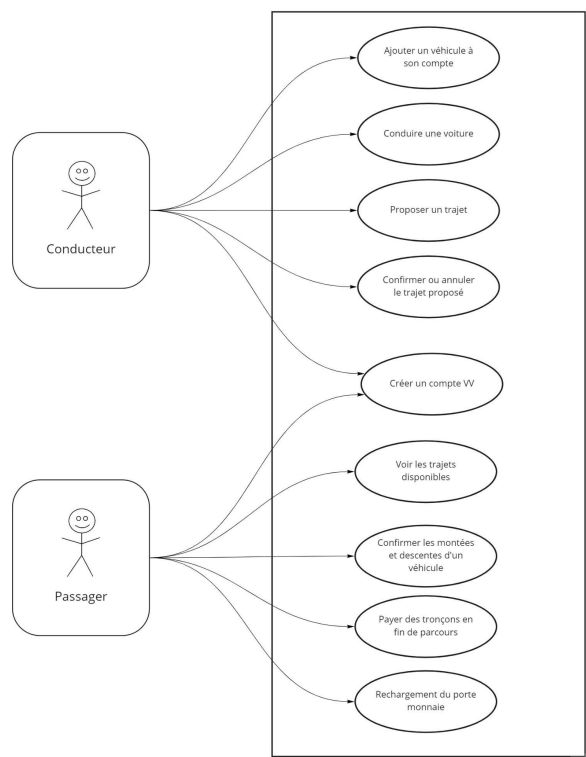 Ajouter un véhicule à
son compte
Conduire une voiture
Conducteur
Proposer un trajet
Confirmer ou annuler
le trajet proposé
Créer un compte VV
Voir les trajets
disponibles
Passager
Confirmer les montées
et descentes d'un
véhicule
Payer des tronçons en
fin de parcours
Rechargement du porte
monnaie